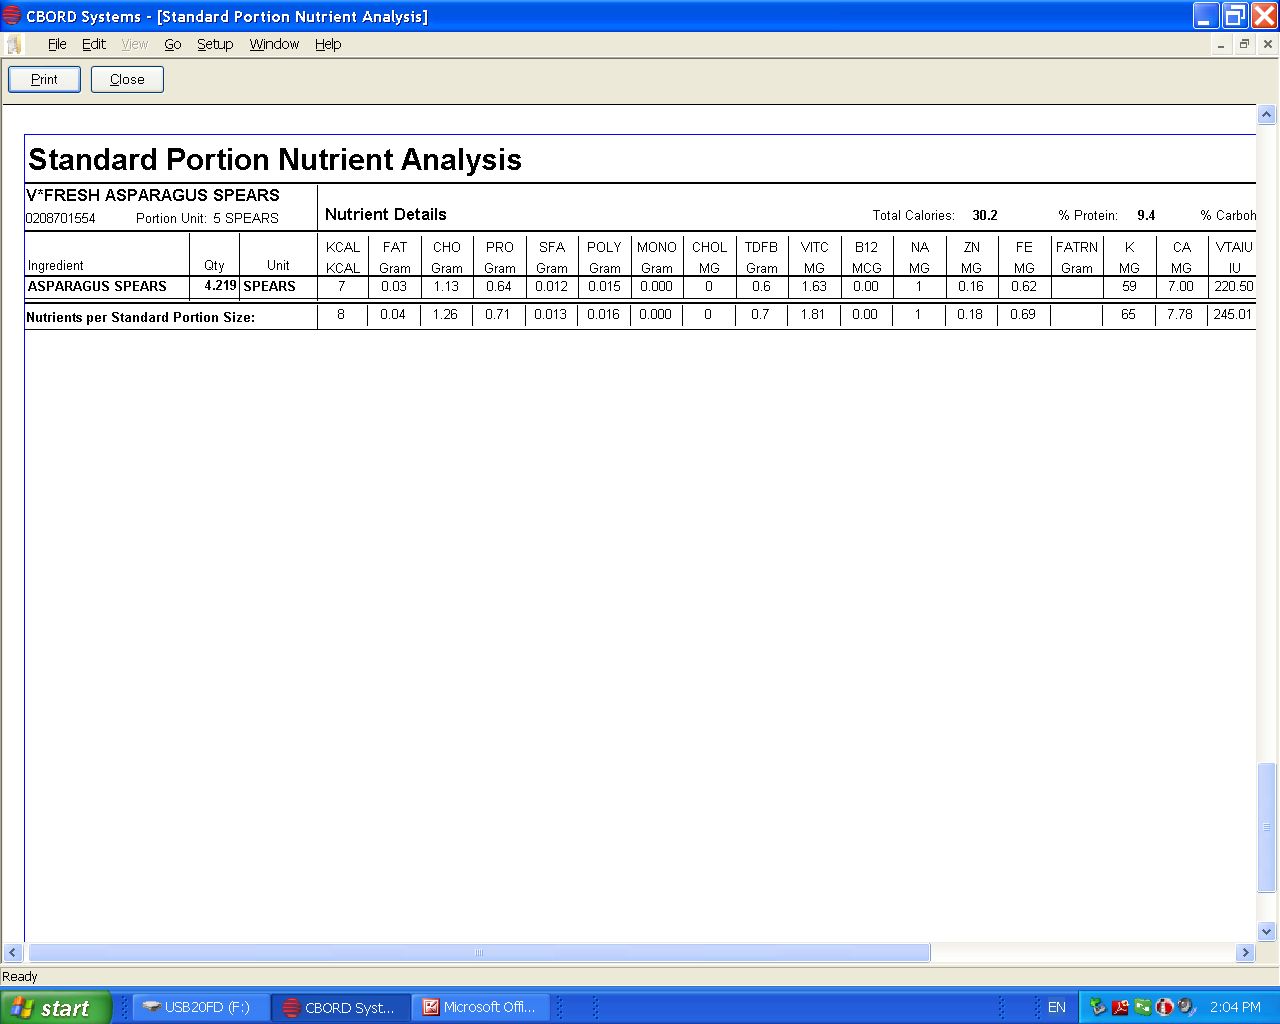 CBORD Systems - [Standard Portion Nutrient Analysis]
File Edit View Go Setup Window Help
Print Close
Standard Portion Nutrient Analysis
V*FRESH ASPARAGUS SPEARS
0208701554 Portion Unit: 5 SPEARS
Nutrient Details Total Calories: 30.2 % Protein: 9.4 % Carboh
KCAL FAT CHO PRO SFA POLY MONO CHOL TDFB VITC B12 NA ZN FE FATRN K CA VTAIU
Ingredient Qty Unit KCAL Gram Gram Gram Gram Gram Gram MG Gram MG MCG MG MG MG Gram MG MG IU
ASPARAGUS SPEARS 4.219 SPEARS 7 0.03 1.13 0.64 0.012 0.015 0.000 0 0.6 1.63 0.00 1 0.16 0.62 59 7.00 220.50
Nutrients per Standard Portion Size: 8 0.04 1.26 0.71 0.013 0.016 0.000 0 0.7 1.81 0.00 1 0.18 0.69 65 7.78 245.01
Ready
start USB20FD (F:) CBORD Syst... Microsoft Offi... EN 2:04 PM